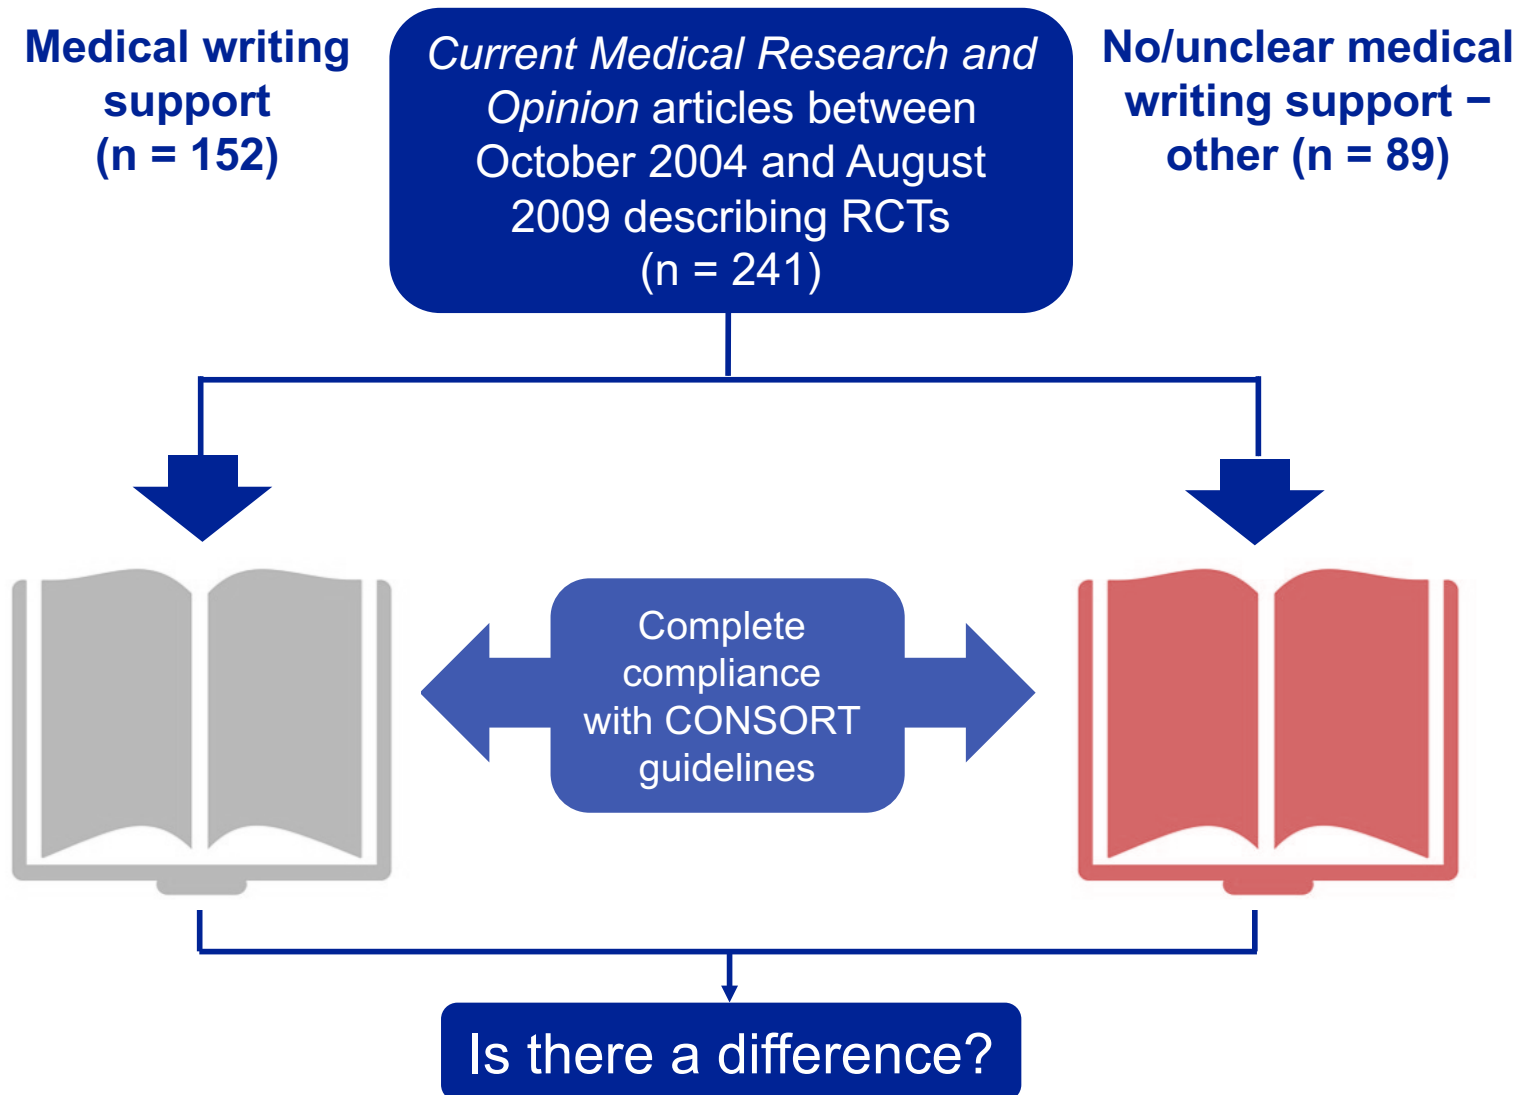 Medical writing
support
(n = 152)
Current Medical Research and
Opinion articles between
October 2004 and August
2009 describing RCTs
(n = 241)
No/unclear medical
writing support −
other (n = 89)
Complete
compliance
with CONSORT
guidelines
Is there a difference?